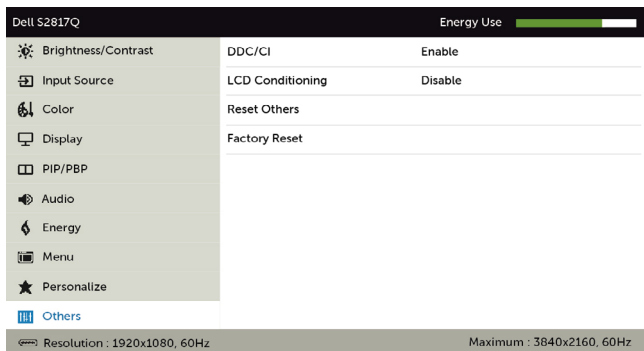 Dell S2817Q Energy Use
Brightness/Contrast DDC/CI Enable
Input Source LCD Conditioning Disable
Color Reset Others
Display Factory Reset
PIP/PBP
Audio
Energy
Menu
Personalize
Others
Resolution : 1920x1080, 60Hz Maximum : 3840x2160, 60Hz